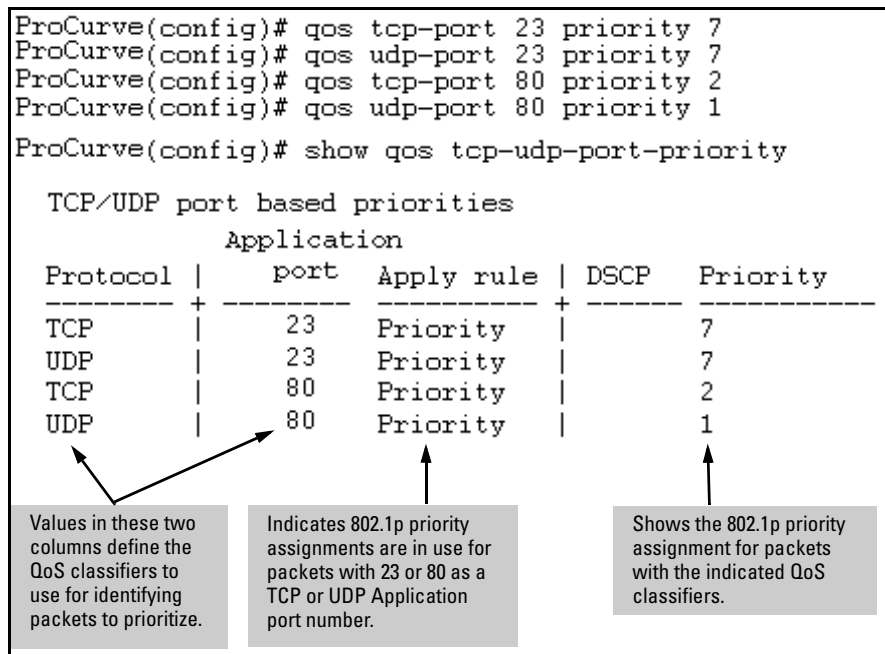 ProCurve(config)# qos tcp-port 23 priority 7
ProCurve(config)# qos udp-port 23 priority 7
ProCurve(config)# qos tcp-port 80 priority 2
ProCurve(config)# qos udp-port 80 priority 1
ProCurve(config)# show qos tcp-udp-port-priority
TCP/UDP port based priorities
Application
Protocol | port Apply rule | DSCP Priority
-------- + -------- ---------- + ------ -----------
TCP | 23 Priority | 7
UDP | 23 Priority | 7
TCP | 80 Priority | 2
UDP | 80 Priority | 1
Values in these two
columns define the
QoS classifiers to
use for identifying
packets to prioritize.
Indicates 802.1p priority
assignments are in use for
packets with 23 or 80 as a
TCP or UDP Application
port number.
Shows the 802.1p priority
assignment for packets
with the indicated QoS
classifiers.